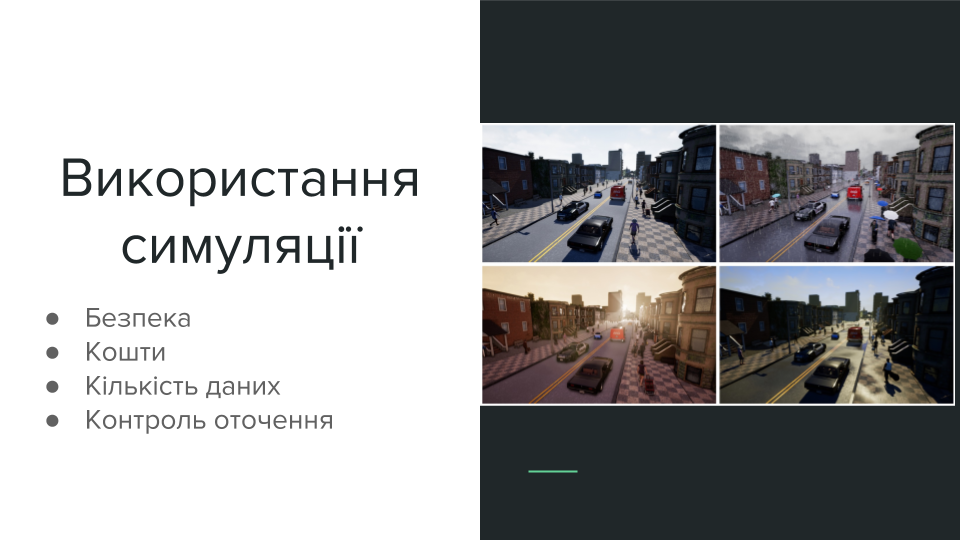 Використання
симуляції
● Безпека
● Кошти
● Кількість даних
● Контроль оточення